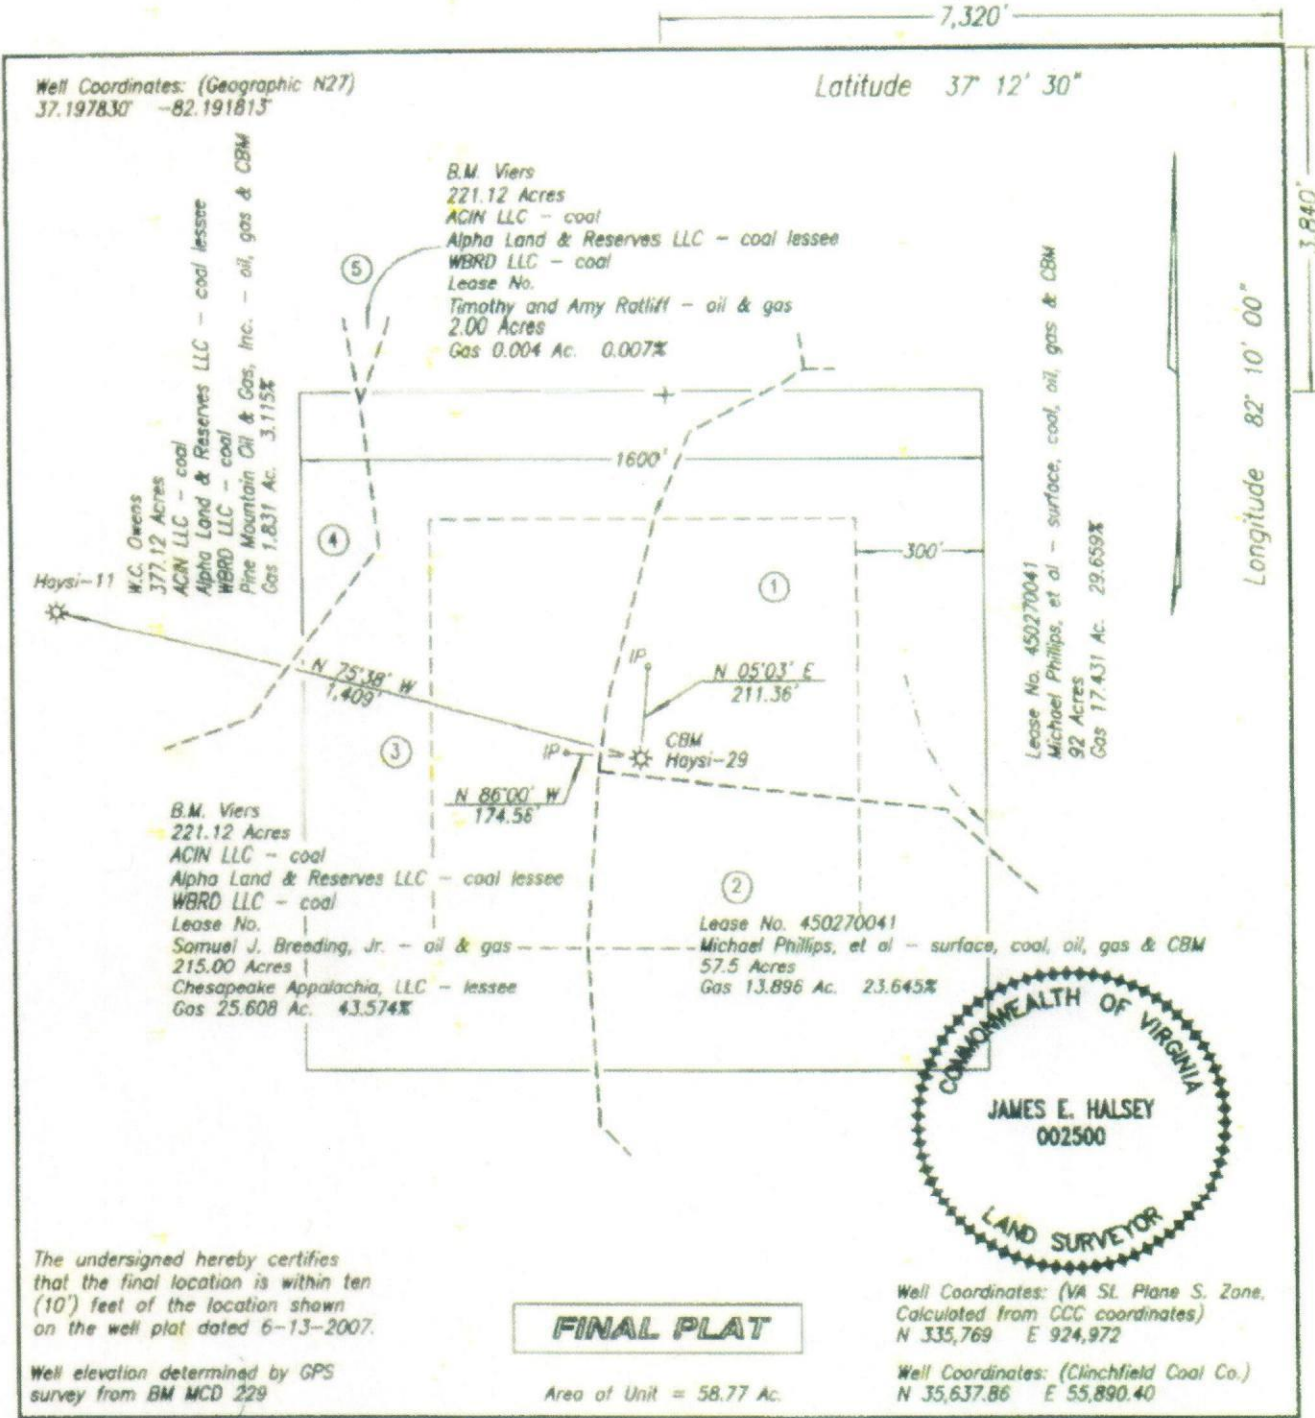 7,320'
Well Coordinates: (Geographic N27)
37.197830° -82.191813°
Latitude 37° 12' 30"
3,840'
Longitude 82° 10' 00"
B.M. Viers
221.12 Acres
ACIN LLC - coal
Alpha Land & Reserves LLC - coal lessee
WBRD LLC - coal
Lease No.
Timothy and Amy Ratliff - oil & gas
2.00 Acres
Gas 0.004 Ac. 0.007%
5
W.C. Owens
377.12 Acres
ACIN LLC - coal
Alpha Land & Reserves LLC - coal lessee
WBRD LLC - coal
Pine Mountain Oil & Gas, Inc. - oil, gas & CBM
Gas 1.831 Ac. 3.115%
1600'
4
300'
Haysi-11
1
Lease No. 450270041
Michael Phillips, et al - surface, coal, oil, gas & CBM
92 Acres
Gas 17.431 Ac. 29.659%
N 75°38' W
1,409'
IP
N 05°03' E
211.36'
3
IP
CBM
Haysi-29
N 86°00' W
174.58'
B.M. Viers
221.12 Acres
ACIN LLC - coal
Alpha Land & Reserves LLC - coal lessee
WBRD LLC - coal
Lease No.
Samuel J. Breeding, Jr. - oil & gas
215.00 Acres
Chesapeake Appalachia, LLC - lessee
Gas 25.608 Ac. 43.574%
2
Lease No. 450270041
Michael Phillips, et al - surface, coal, oil, gas & CBM
57.5 Acres
Gas 13.896 Ac. 23.645%
COMMONWEALTH OF VIRGINIA
JAMES E. HALSEY
002500
LAND SURVEYOR
The undersigned hereby certifies
that the final location is within ten
(10') feet of the location shown
on the well plat dated 6-13-2007.
Well elevation determined by GPS
survey from BM MCD 229
FINAL PLAT
Area of Unit = 58.77 Ac.
Well Coordinates: (VA St. Plane S. Zone,
Calculated from CCC coordinates)
N 335,769 E 924,972
Well Coordinates: (Clinchfield Coal Co.)
N 35,637.86 E 55,890.40